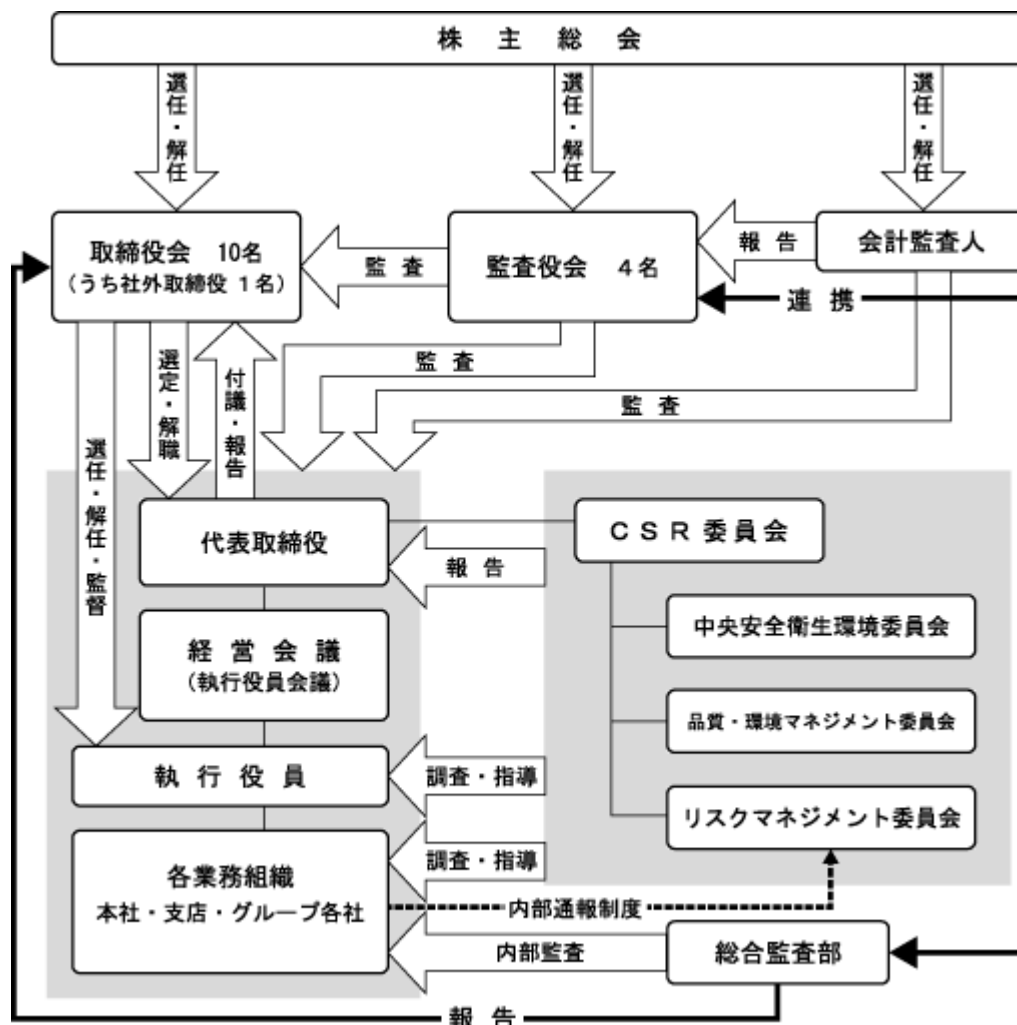 株主総会
選任・解任
選任・解任
選任・解任
取締役会 10名
（うち社外取締役 1名）
監査
監査役会 4名
報告
会計監査人
連携
選任・解任・監督
選定・解職
付議・報告
監査
監査
代表取締役
報告
CSR委員会
経営会議
（執行役員会議）
中央安全衛生環境委員会
品質・環境マネジメント委員会
執行役員
調査・指導
リスクマネジメント委員会
各業務組織
本社・支店・グループ各社
調査・指導
内部通報制度
内部監査
総合監査部
報告